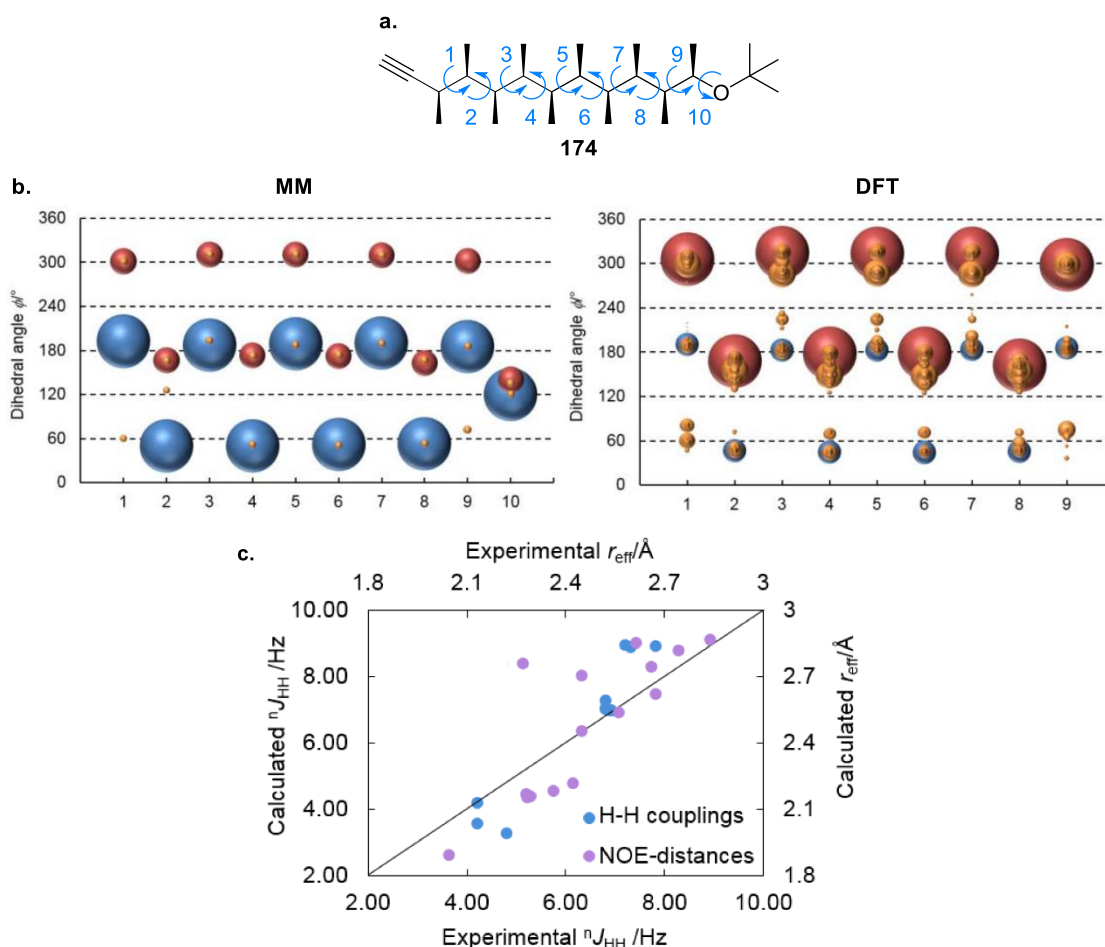 a.
1 3 5 7 9
O
2 4 6 8 10
174
b. MM DFT
360 360
300 300
240 240
180 180
120 120
60 60
0 0
Dihedral angle ϕ/° Dihedral angle ϕ/°
1 2 3 4 5 6 7 8 9 10 1 2 3 4 5 6 7 8 9
c. Experimental r eff/Å
1.8 2.1 2.4 2.7 3
10.00 3
8.00 2.7
6.00 2.4
4.00 2.1
2.00 1.8
Calculated ⁿJHH /Hz Calculated r eff/Å
H-H couplings
NOE-distances
2.00 4.00 6.00 8.00 10.00
Experimental ⁿJHH /Hz